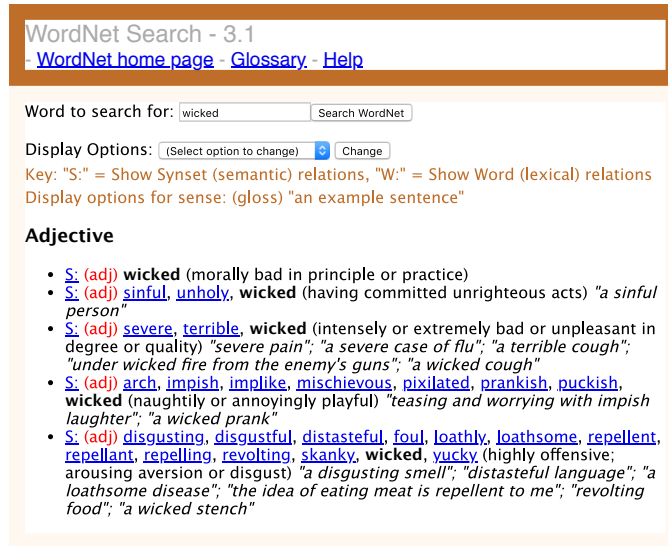 WordNet Search - 3.1
- WordNet home page - Glossary - Help
Word to search for: wicked Search WordNet
Display Options: (Select option to change) Change
Key: "S:" = Show Synset (semantic) relations, "W:" = Show Word (lexical) relations
Display options for sense: (gloss) "an example sentence"
Adjective
• S: (adj) wicked (morally bad in principle or practice)
• S: (adj) sinful, unholy, wicked (having committed unrighteous acts) "a sinful
person"
• S: (adj) severe, terrible, wicked (intensely or extremely bad or unpleasant in
degree or quality) "severe pain"; "a severe case of flu"; "a terrible cough";
"under wicked fire from the enemy's guns"; "a wicked cough"
• S: (adj) arch, impish, implike, mischievous, pixilated, prankish, puckish,
wicked (naughtily or annoyingly playful) "teasing and worrying with impish
laughter"; "a wicked prank"
• S: (adj) disgusting, disgustful, distasteful, foul, loathly, loathsome, repellent,
repellant, repelling, revolting, skanky, wicked, yucky (highly offensive;
arousing aversion or disgust) "a disgusting smell"; "distasteful language"; "a
loathsome disease"; "the idea of eating meat is repellent to me"; "revolting
food"; "a wicked stench"